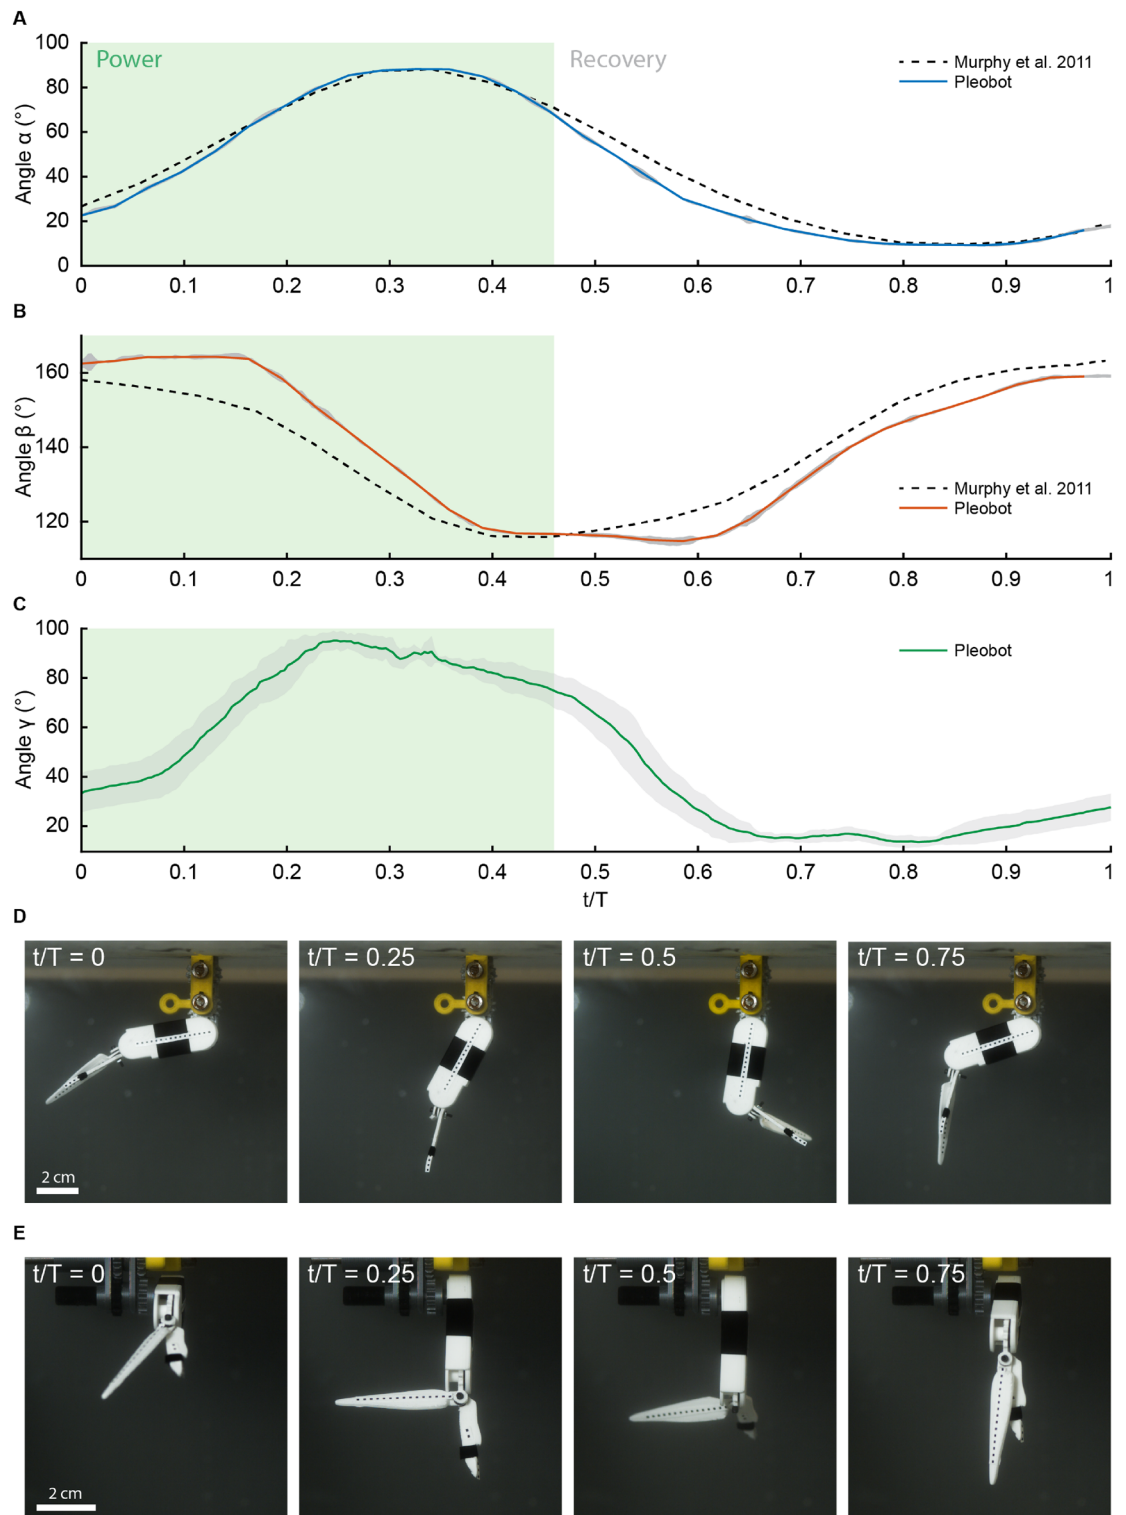 A
100
80
60
40
20
0
Angle α (°)
Power
Recovery
Murphy et al. 2011
Pleobot
0 0.1 0.2 0.3 0.4 0.5 0.6 0.7 0.8 0.9 1
B
160
140
120
Angle β (°)
Murphy et al. 2011
Pleobot
0 0.1 0.2 0.3 0.4 0.5 0.6 0.7 0.8 0.9 1
C
100
80
60
40
20
Angle γ (°)
Pleobot
0 0.1 0.2 0.3 0.4 0.5 0.6 0.7 0.8 0.9 1
t/T
D
t/T = 0 t/T = 0.25 t/T = 0.5 t/T = 0.75
2 cm
E
t/T = 0 t/T = 0.25 t/T = 0.5 t/T = 0.75
2 cm